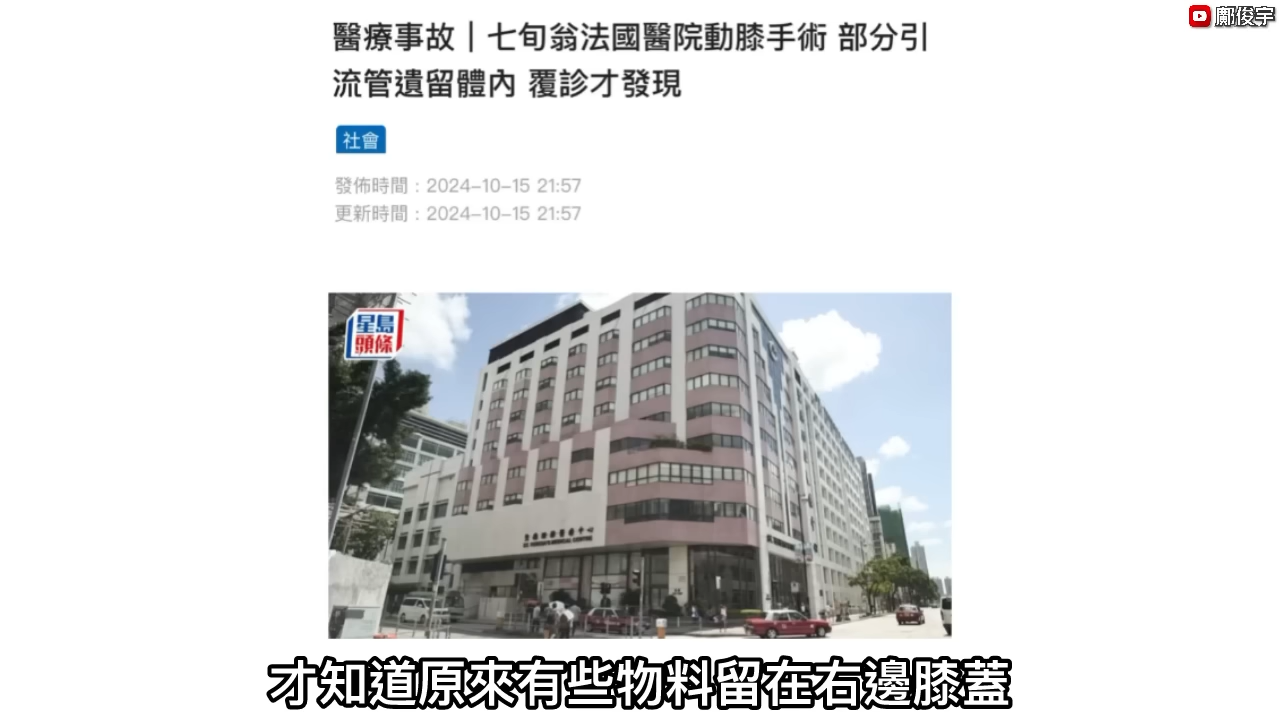 鄺俊宇
醫療事故｜七旬翁法國醫院動膝手術 部分引
流管遺留體內 覆診才發現
社會
發佈時間：2024-10-15 21:57
更新時間：2024-10-15 21:57
星島
頭條
才知道原來有些物料留在右邊膝蓋